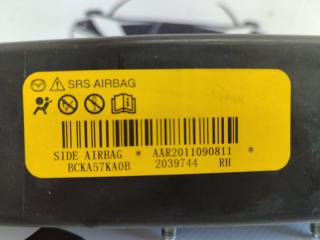 SRS AIRBAG
SIDE AIRBAG * AAR2011090811 *
BCKA57KA0B 2039744 RH